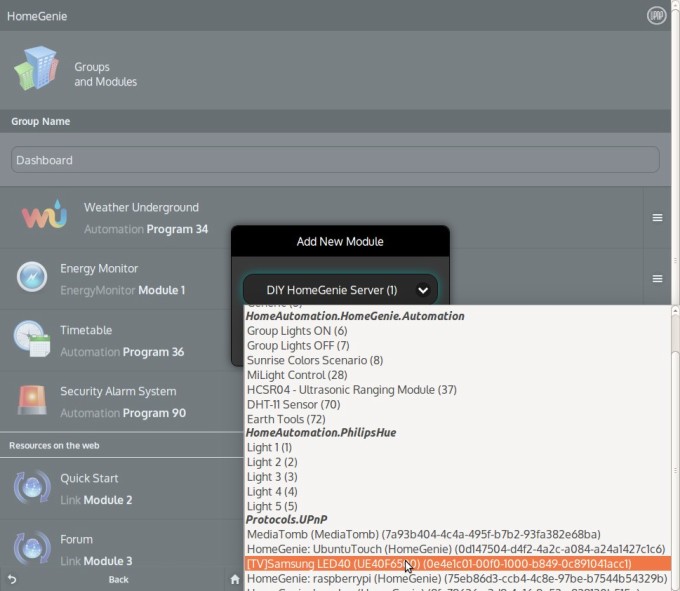 HomeGenie
UPnP
Groups
and Modules
Group Name
Dashboard
Weather Underground
Automation Program 34
Energy Monitor
EnergyMonitor Module 1
Timetable
Automation Program 36
Security Alarm System
Automation Program 90
Resources on the web
Quick Start
Link Module 2
Forum
Link Module 3
Back
Add New Module
DIY HomeGenie Server (1)
HomeAutomation.HomeGenie.Automation
Group Lights ON (6)
Group Lights OFF (7)
Sunrise Colors Scenario (8)
MiLight Control (28)
HCSR04 - Ultrasonic Ranging Module (37)
DHT-11 Sensor (70)
Earth Tools (72)
HomeAutomation.PhilipsHue
Light 1 (1)
Light 2 (2)
Light 3 (3)
Light 4 (4)
Light 5 (5)
Protocols.UPnP
MediaTomb (MediaTomb) (7a93b404-4c4a-495f-b7b2-93fa382e68ba)
HomeGenie: UbuntuTouch (HomeGenie) (0d147504-d4f2-4a2c-a084-a24a1427c1c6)
[TV]Samsung LED40 (UE40F6500) (0e4e1c01-00f0-1000-b849-0c891041acc1)
HomeGenie: raspberrypi (HomeGenie) (75eb86d3-ccb4-4c8e-97be-b7544b54329b)